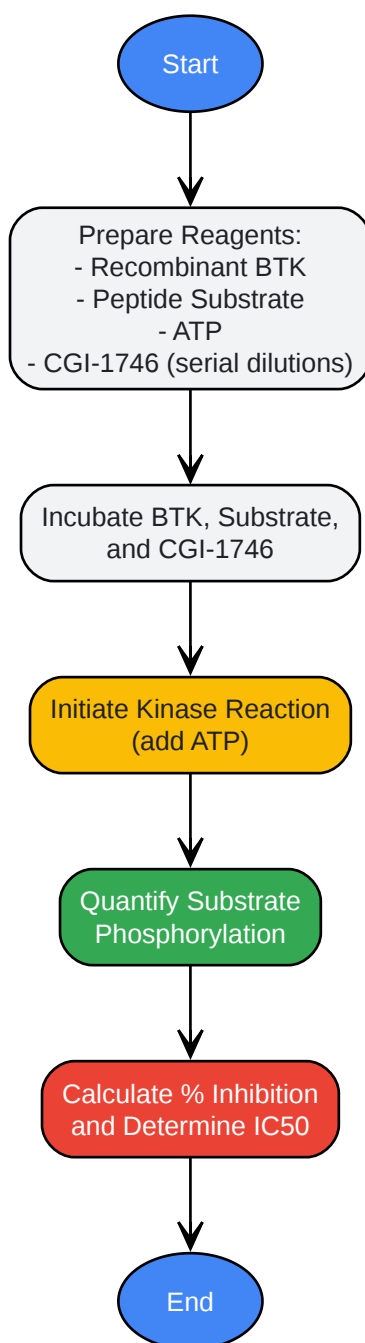 Start
Prepare Reagents:
- Recombinant BTK
- Peptide Substrate
- ATP
- CGI-1746 (serial dilutions)
Incubate BTK, Substrate,
and CGI-1746
Initiate Kinase Reaction
(add ATP)
Quantify Substrate
Phosphorylation
Calculate % Inhibition
and Determine IC50
End